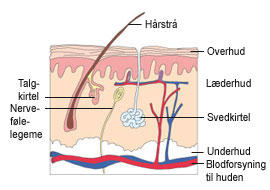 Hårstrå
Overhud
Talg-
kirtel
Nerve-
føle-
legeme
Læderhud
Svedkirtel
Underhud
Blodforsyning
til huden